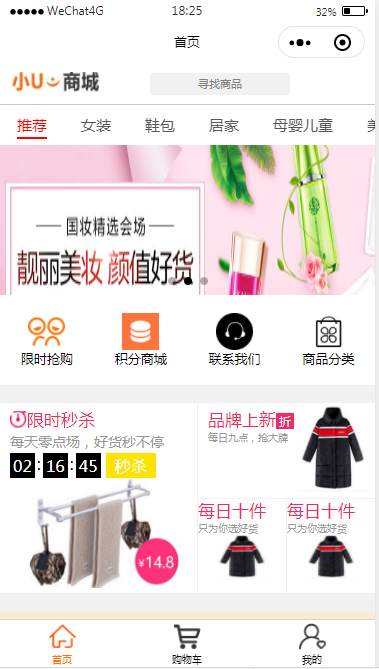 WeChat4G 18:25 32%
首页
小U商城 寻找商品
推荐 女装 鞋包 居家 母婴儿童 美
国妆精选会场
靓丽美妆 颜值好货
限时抢购 积分商城 联系我们 商品分类
限时秒杀
每天零点场，好货秒不停
02:16:45 秒杀
¥14.8
品牌上新折
每日九点，抢大牌
每日十件 每日十件
只为你选好货 只为你选好货
首页 购物车 我的